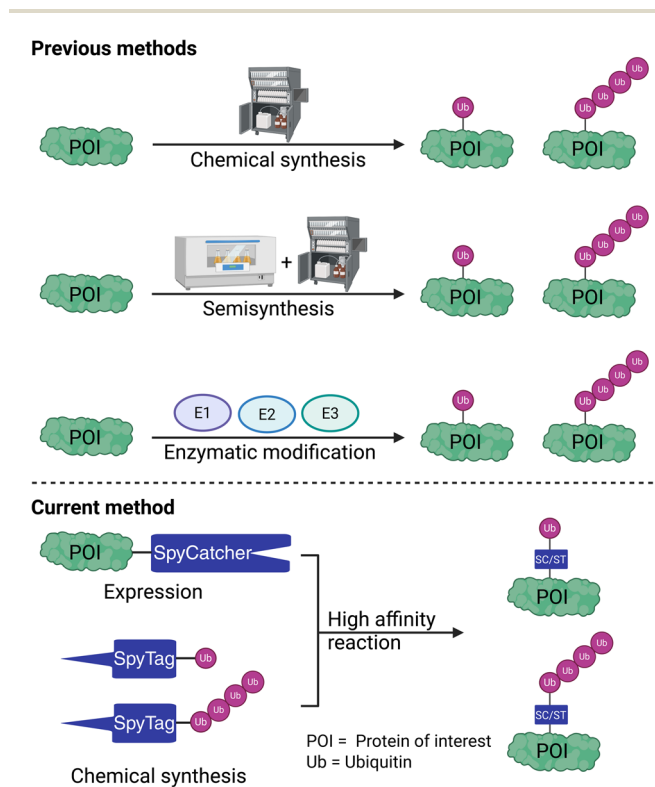 Previous methods
Ub
Ub
Ub
Ub
Ub
POI
Chemical synthesis
POI
POI
Ub
Ub
Ub
Ub
Ub
POI
+
Semisynthesis
POI
POI
Ub
Ub
Ub
Ub
Ub
POI
E1
E2
E3
Enzymatic modification
POI
POI
Current method
POI
SpyCatcher
Expression
SpyTag
Ub
SpyTag
Ub
Ub
Ub
Ub
Chemical synthesis
High affinity
reaction
Ub
SC/ST
POI
Ub
Ub
Ub
Ub
SC/ST
POI
POI = Protein of interest
Ub = Ubiquitin